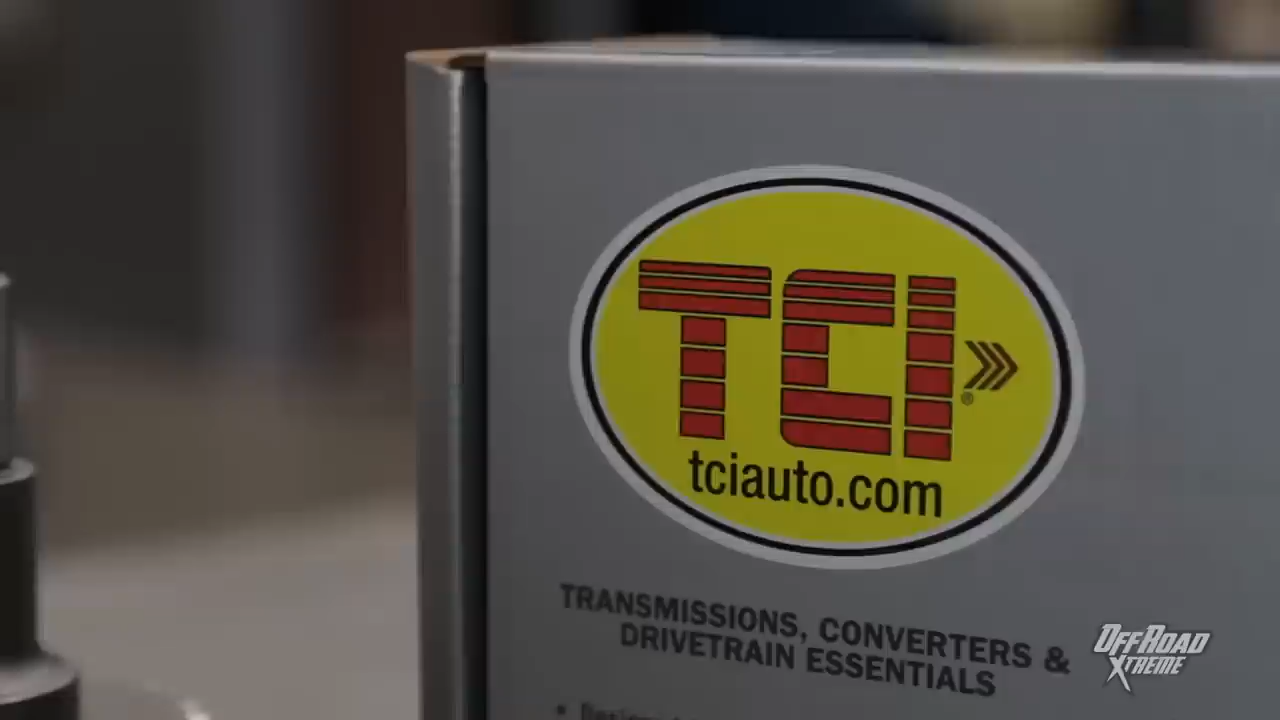 TCI®
tciauto.com
TRANSMISSIONS, CONVERTERS &
DRIVETRAIN ESSENTIALS
OFFROAD
XTREME